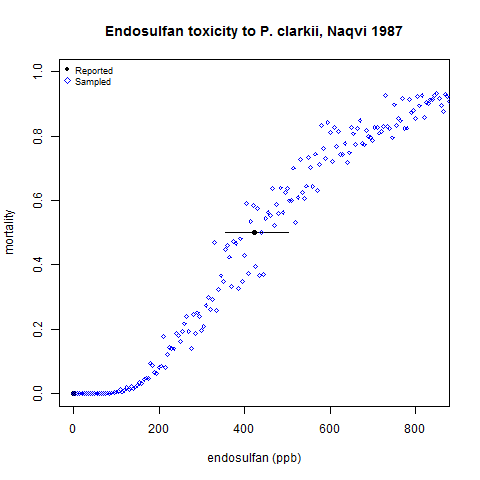 Endosulfan toxicity to P. clarkii, Naqvi 1987
Reported
Sampled
mortality
1.0
0.8
0.6
0.4
0.2
0.0
0
200
400
600
800
endosulfan (ppb)